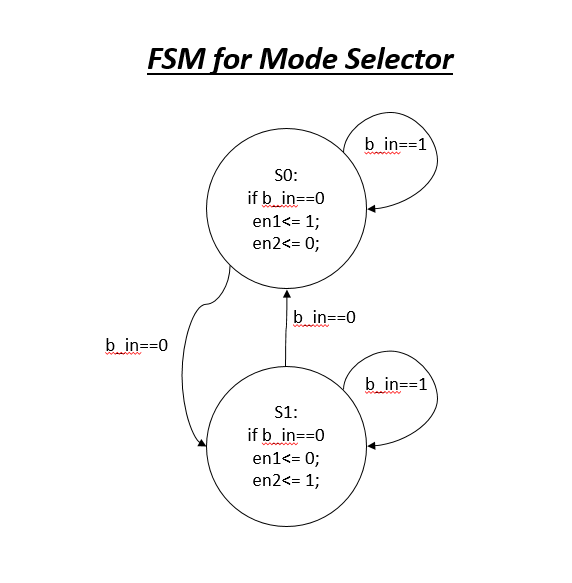 FSM for Mode Selector
b_in==1
S0:
if b_in==0
en1<= 1;
en2<= 0;
b_in==0
b_in==0
b_in==1
S1:
if b_in==0
en1<= 0;
en2<= 1;